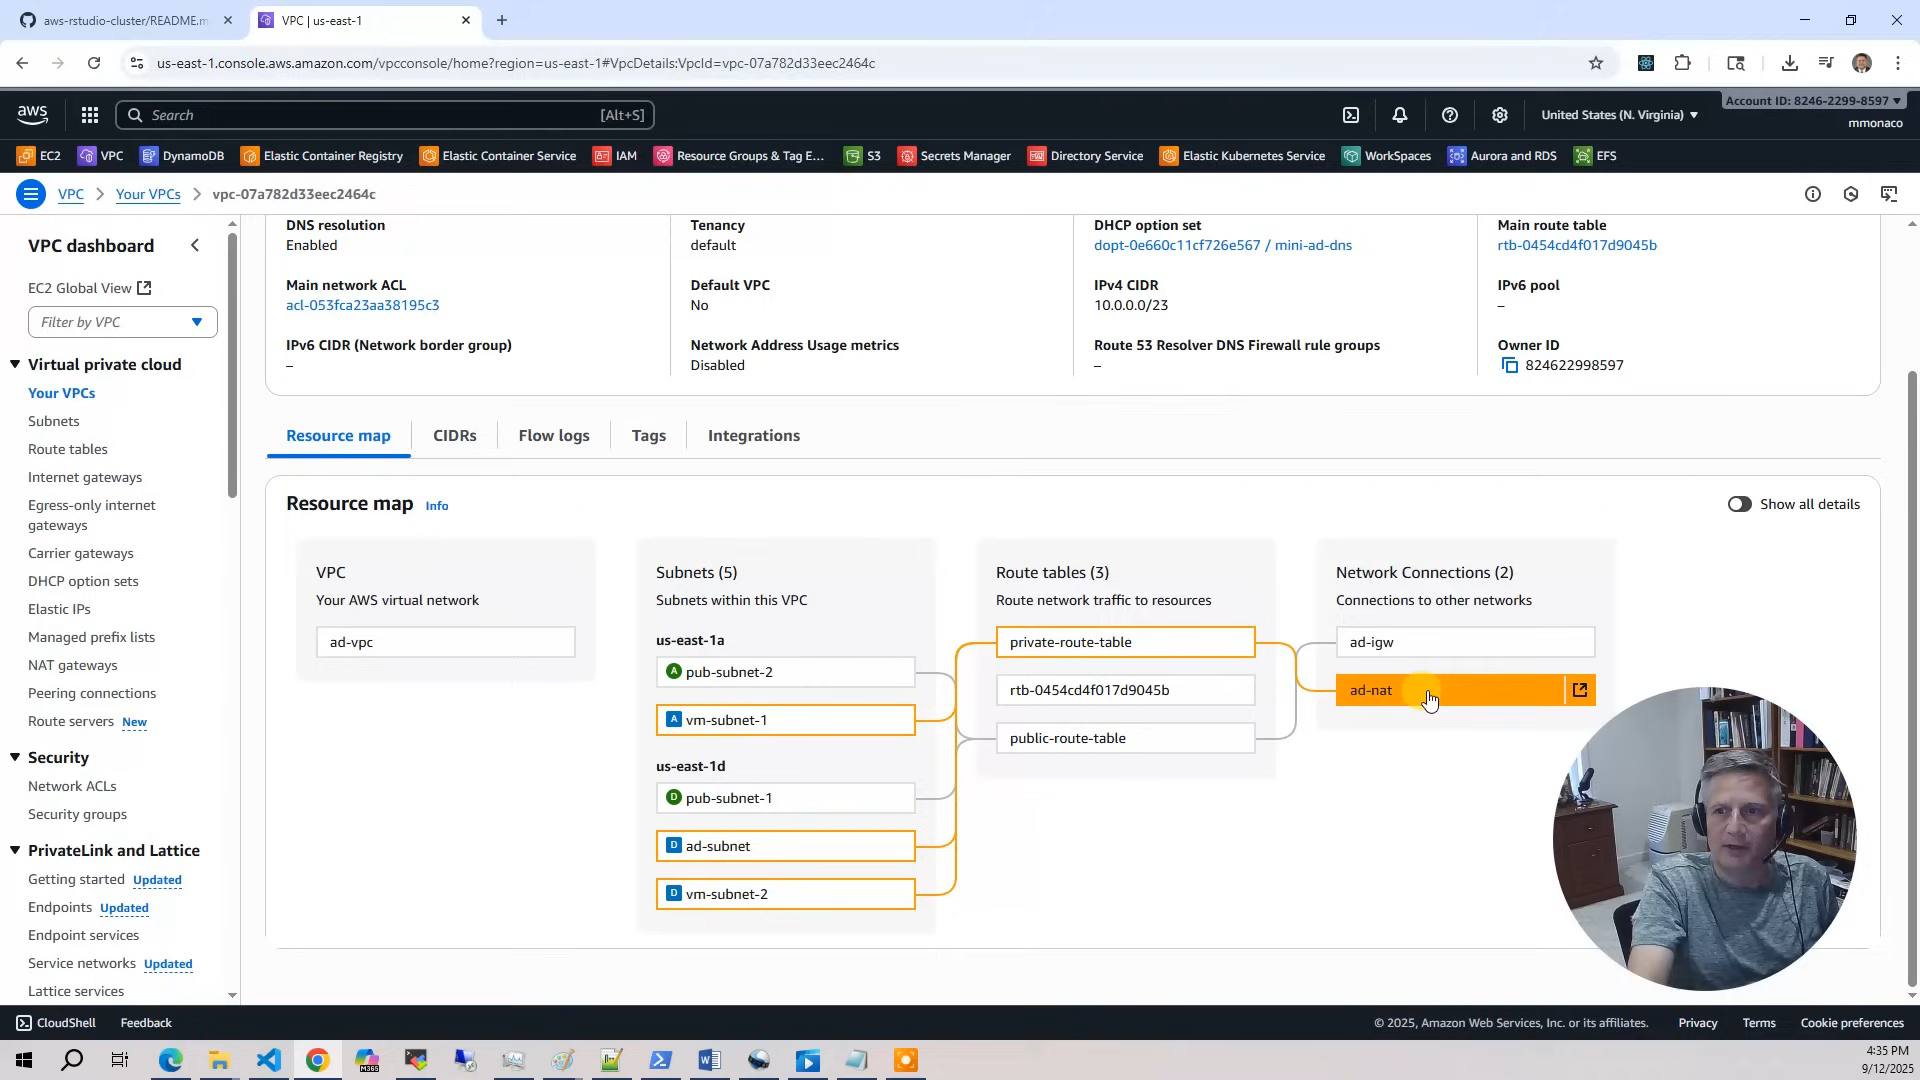 aws-rstudio-cluster/README.m
VPC | us-east-1
us-east-1.console.aws.amazon.com/vpcconsole/home?region=us-east-1#VpcDetails:VpcId=vpc-07a782d33eec2464c
aws
Search
[Alt+S]
United States (N. Virginia)
Account ID: 8246-2299-8597
mmonaco
EC2
VPC
DynamoDB
Elastic Container Registry
Elastic Container Service
IAM
Resource Groups & Tag E...
S3
Secrets Manager
Directory Service
Elastic Kubernetes Service
WorkSpaces
Aurora and RDS
EFS
VPC
Your VPCs
vpc-07a782d33eec2464c
VPC dashboard
EC2 Global View
Filter by VPC
Virtual private cloud
Your VPCs
Subnets
Route tables
Internet gateways
Egress-only internet
gateways
Carrier gateways
DHCP option sets
Elastic IPs
Managed prefix lists
NAT gateways
Peering connections
Route servers New
Security
Network ACLs
Security groups
PrivateLink and Lattice
Getting started Updated
Endpoints Updated
Endpoint services
Service networks Updated
Lattice services
DNS resolution
Enabled
Tenancy
default
DHCP option set
dopt-0e660c11cf726e567 / mini-ad-dns
Main route table
rtb-0454cd4f017d9045b
Main network ACL
acl-053fca23aa38195c3
Default VPC
No
IPv4 CIDR
10.0.0.0/23
IPv6 pool
–
IPv6 CIDR (Network border group)
–
Network Address Usage metrics
Disabled
Route 53 Resolver DNS Firewall rule groups
–
Owner ID
824622998597
Resource map
CIDRs
Flow logs
Tags
Integrations
Resource map Info
Show all details
VPC
Your AWS virtual network
ad-vpc
Subnets (5)
Subnets within this VPC
us-east-1a
A pub-subnet-2
A vm-subnet-1
us-east-1d
D pub-subnet-1
D ad-subnet
D vm-subnet-2
Route tables (3)
Route network traffic to resources
private-route-table
rtb-0454cd4f017d9045b
public-route-table
Network Connections (2)
Connections to other networks
ad-igw
ad-nat
CloudShell
Feedback
© 2025, Amazon Web Services, Inc. or its affiliates.
Privacy
Terms
Cookie preferences
M365
4:35 PM
9/12/2025